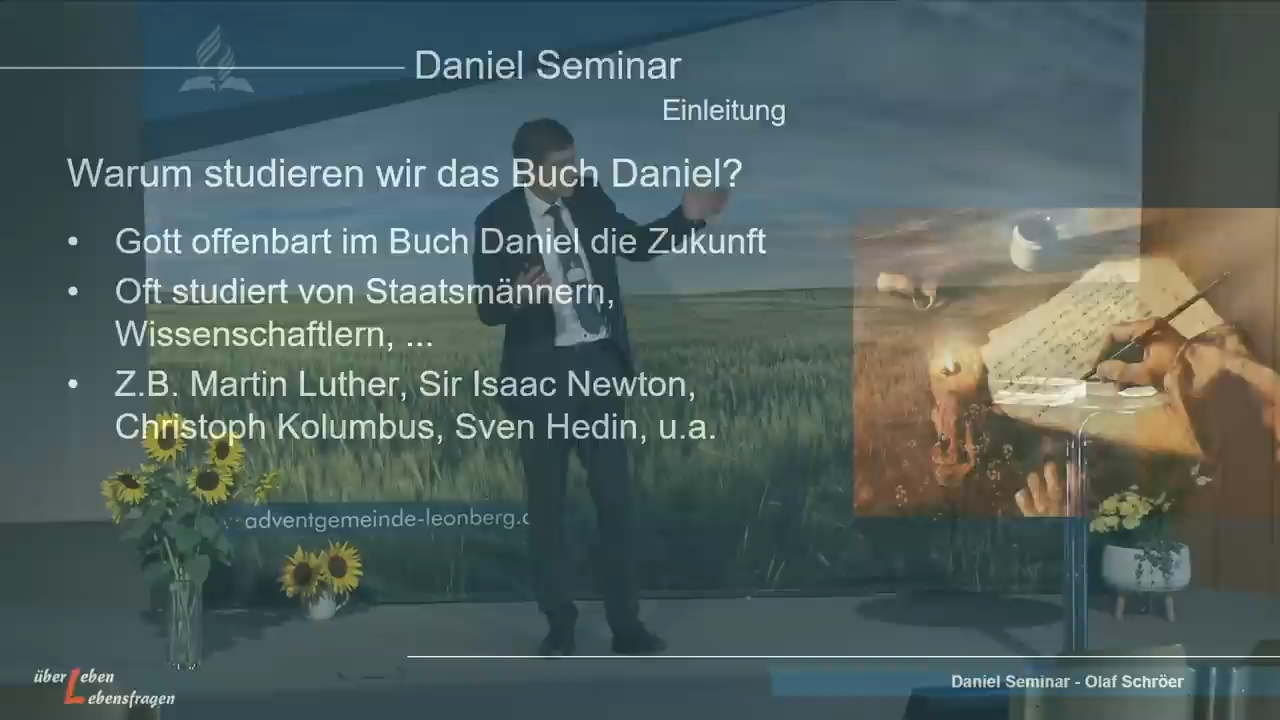 Daniel Seminar
Einleitung
Warum studieren wir das Buch Daniel?
• Gott offenbart im Buch Daniel die Zukunft
• Oft studiert von Staatsmännern,
Wissenschaftlern, ...
• Z.B. Martin Luther, Sir Isaac Newton,
Christoph Kolumbus, Sven Hedin, u.a.
adventgemeinde-leonberg.d
über Leben
Lebensfragen
Daniel Seminar - Olaf Schröer